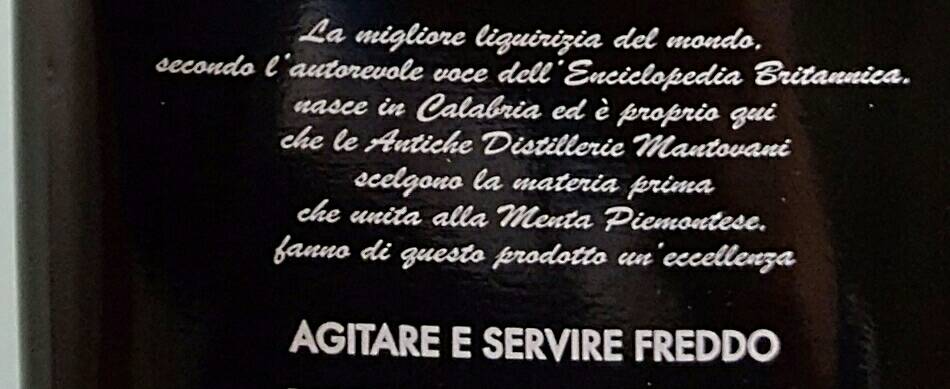 La migliore liquirizia del mondo,
secondo l'autorevole voce dell'Enciclopedia Britannica,
nasce in Calabria ed è proprio qui
che le Antiche Distillerie Mantovani
scelgono la materia prima
che unita alla Menta Piemontese,
fanno di questo prodotto un'eccellenza
AGITARE E SERVIRE FREDDO